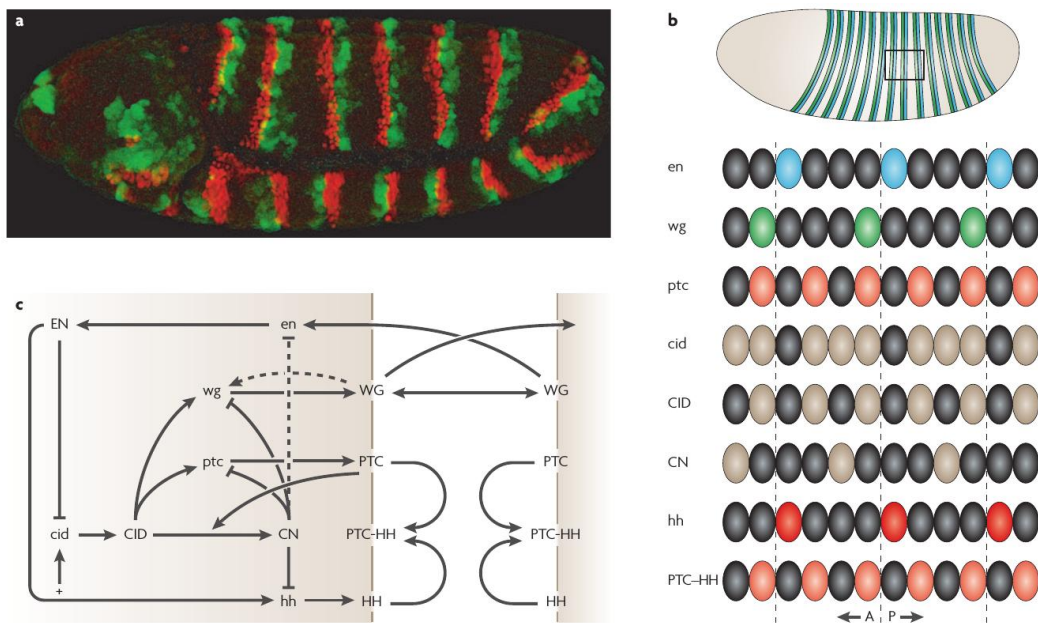 a
b
en
wg
ptc
cid
CID
CN
hh
PTC–HH
A P
c
EN en
wg WG WG
ptc PTC PTC
cid CID CN PTC-HH PTC-HH
+
hh HH HH